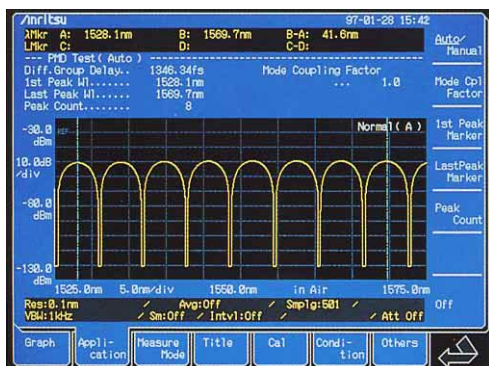 Anritsu 97-01-28 15:42
λMkr A: 1528.1nm B: 1569.7nm B-A: 41.6nm
LMkr C: D: C-D:
--- PMD Test( Auto ) ---
Diff.Group Delay.. 1346.34fs Mode Coupling Factor
1st Peak Wl....... 1528.1nm ... 1.0
Last Peak Wl...... 1569.7nm
Peak Count........ 8
Auto/
Manual
Mode Cpl
Factor
1st Peak
Marker
LastPeak
Marker
Peak
Count
Off
-30.0 REF Normal( A )
dBm
10.0dB
/div
-80.0
dBm
-130.0
dBm
1525.0nm 5.0nm/div 1550.0nm in Air 1575.0nm
Res:0.1nm / Avg:Off / Smplg:501 /
VBW:1kHz / Sm:Off / Intvl:Off / / Att Off
Graph
Appli-
cation
Measure
Mode
Title
Cal
Condi-
tion
Others